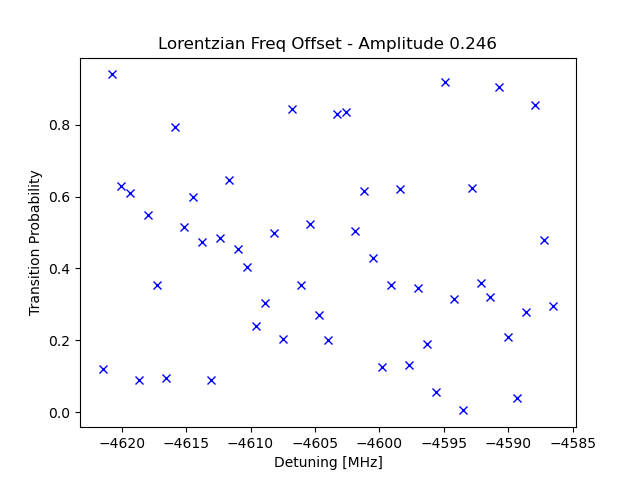 Lorentzian Freq Offset - Amplitude 0.246
Transition Probability
0.8
0.6
0.4
0.2
0.0
−4620 −4615 −4610 −4605 −4600 −4595 −4590 −4585
Detuning [MHz]